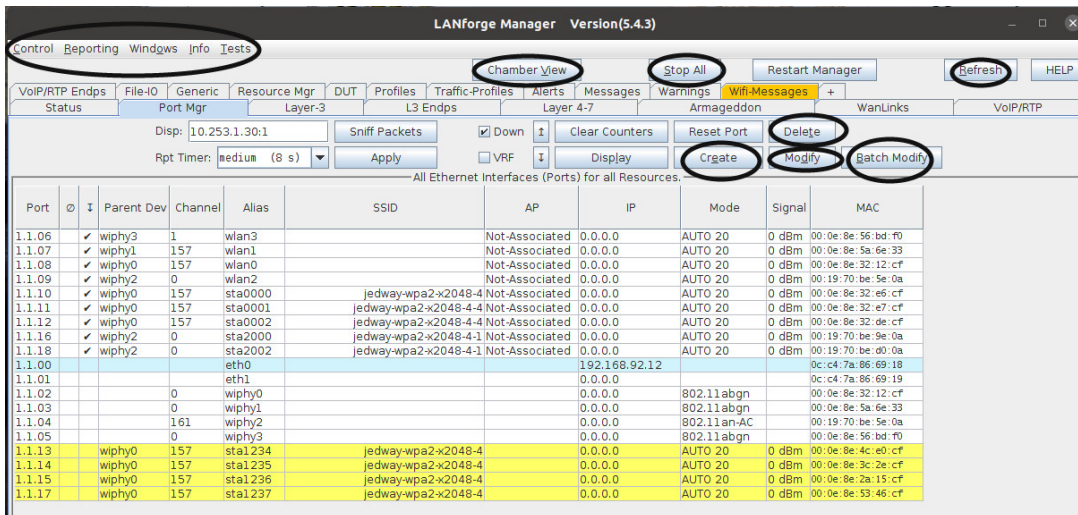 LANforge Manager Version(5.4.3)
Control Reporting Windows Info Tests
Chamber View Stop All Restart Manager Refresh HELP
VoIP/RTP Endps File-IO Generic Resource Mgr DUT Profiles Traffic-Profiles Alerts Messages Warnings Wifi-Messages +
Status Port Mgr Layer-3 L3 Endps Layer 4-7 Armageddon WanLinks VoIP/RTP
Disp: 10.253.1.30:1 Sniff Packets Down Clear Counters Reset Port Delete
Rpt Timer: medium (8 s) Apply VRF Display Create Modify Batch Modify
All Ethernet Interfaces (Ports) for all Resources.
Port Parent Dev Channel Alias SSID AP IP Mode Signal MAC
1.1.06 ✔ wiphy3 1 wlan3 Not-Associated 0.0.0.0 AUTO 20 0 dBm 00:0e:8e:56:bd:f0
1.1.07 ✔ wiphy1 157 wlan1 Not-Associated 0.0.0.0 AUTO 20 0 dBm 00:0e:8e:5a:6e:33
1.1.08 ✔ wiphy0 157 wlan0 Not-Associated 0.0.0.0 AUTO 20 0 dBm 00:0e:8e:32:12:cf
1.1.09 ✔ wiphy2 0 wlan2 Not-Associated 0.0.0.0 AUTO 20 0 dBm 00:19:70:be:5e:0a
1.1.10 ✔ wiphy0 157 sta0000 jedway-wpa2-x2048-4 Not-Associated 0.0.0.0 AUTO 20 0 dBm 00:0e:8e:32:e6:cf
1.1.11 ✔ wiphy0 157 sta0001 jedway-wpa2-x2048-4-4 Not-Associated 0.0.0.0 AUTO 20 0 dBm 00:0e:8e:32:e7:cf
1.1.12 ✔ wiphy0 157 sta0002 jedway-wpa2-x2048-4-4 Not-Associated 0.0.0.0 AUTO 20 0 dBm 00:0e:8e:32:de:cf
1.1.16 ✔ wiphy2 0 sta2000 jedway-wpa2-x2048-4-1 Not-Associated 0.0.0.0 AUTO 20 0 dBm 00:19:70:be:9e:0a
1.1.18 ✔ wiphy2 0 sta2002 jedway-wpa2-x2048-4-1 Not-Associated 0.0.0.0 AUTO 20 0 dBm 00:19:70:be:d0:0a
1.1.00 eth0 192.168.92.12 0c:c4:7a:86:69:18
1.1.01 eth1 0.0.0.0 0c:c4:7a:86:69:19
1.1.02 0 wiphy0 0.0.0.0 802.11abgn 00:0e:8e:32:12:cf
1.1.03 0 wiphy1 0.0.0.0 802.11abgn 00:0e:8e:5a:6e:33
1.1.04 161 wiphy2 0.0.0.0 802.11an-AC 00:19:70:be:5e:0a
1.1.05 0 wiphy3 0.0.0.0 802.11abgn 00:0e:8e:56:bd:f0
1.1.13 wiphy0 157 sta1234 jedway-wpa2-x2048-4 0.0.0.0 AUTO 20 0 dBm 00:0e:8e:4c:e0:cf
1.1.14 wiphy0 157 sta1235 jedway-wpa2-x2048-4 0.0.0.0 AUTO 20 0 dBm 00:0e:8e:3c:2e:cf
1.1.15 wiphy0 157 sta1236 jedway-wpa2-x2048-4 0.0.0.0 AUTO 20 0 dBm 00:0e:8e:2a:15:cf
1.1.17 wiphy0 157 sta1237 jedway-wpa2-x2048-4 0.0.0.0 AUTO 20 0 dBm 00:0e:8e:53:46:cf